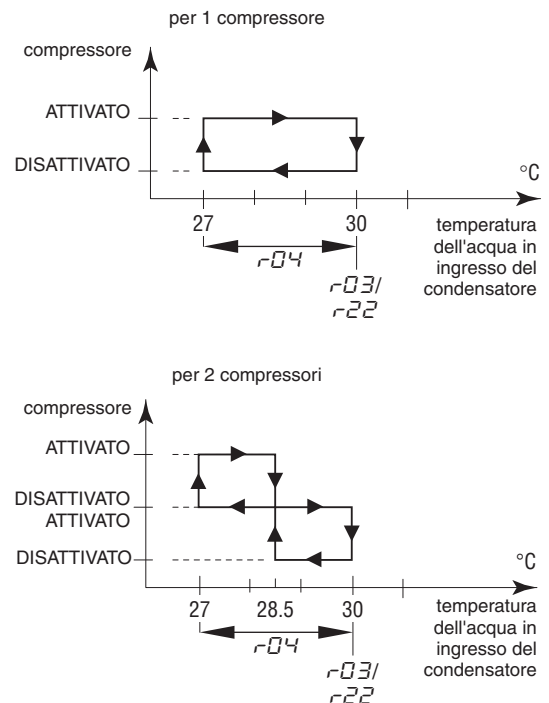 per 1 compressore
compressore
ATTIVATO
DISATTIVATO
°C
27
30
temperatura
dell'acqua in
ingresso del
condensatore
r04
r03/
r22
per 2 compressori
compressore
ATTIVATO
DISATTIVATO
ATTIVATO
DISATTIVATO
°C
27
28.5
30
temperatura
dell'acqua in
ingresso del
condensatore
r04
r03/
r22